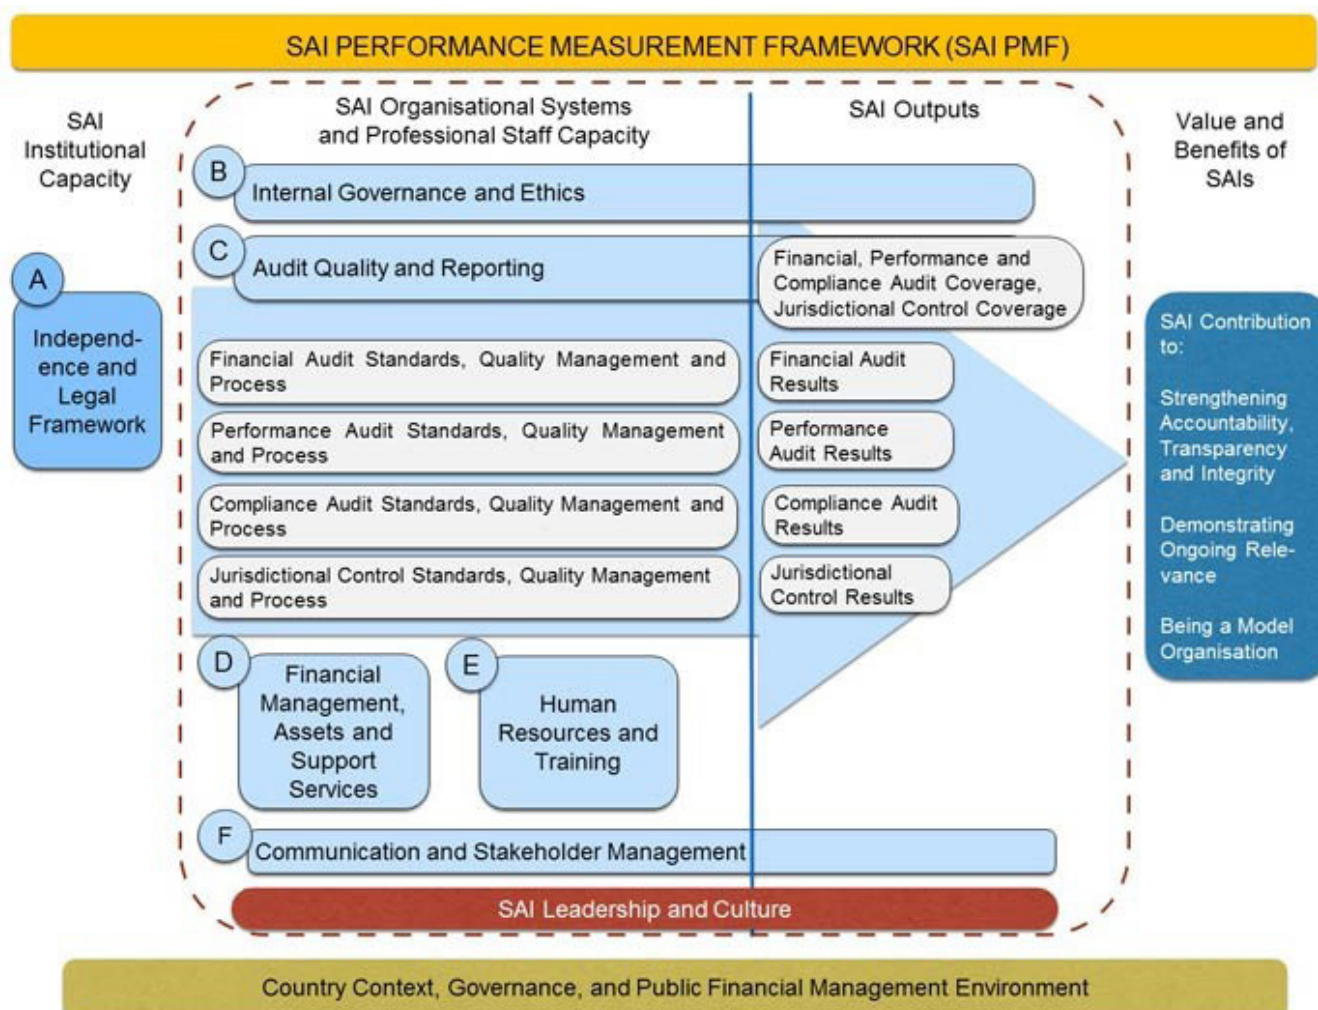 SAI PERFORMANCE MEASUREMENT FRAMEWORK (SAI PMF)
SAI
Institutional
Capacity
SAI Organisational Systems
and Professional Staff Capacity
SAI Outputs
Value and
Benefits of
SAIs
B
Internal Governance and Ethics
C
Audit Quality and Reporting
Financial, Performance and
Compliance Audit Coverage,
Jurisdictional Control Coverage
A
Independ-
ence and
Legal
Framework
Financial Audit Standards, Quality Management and
Process
Financial Audit
Results
Performance Audit Standards, Quality Management
and Process
Performance
Audit Results
Compliance Audit Standards, Quality Management and
Process
Compliance Audit
Results
Jurisdictional Control Standards, Quality Management
and Process
Jurisdictional
Control Results
SAI Contribution
to:
Strengthening
Accountability,
Transparency
and Integrity
Demonstrating
Ongoing Rele-
vance
Being a Model
Organisation
D
Financial
Management,
Assets and
Support
Services
E
Human
Resources and
Training
F
Communication and Stakeholder Management
SAI Leadership and Culture
Country Context, Governance, and Public Financial Management Environment